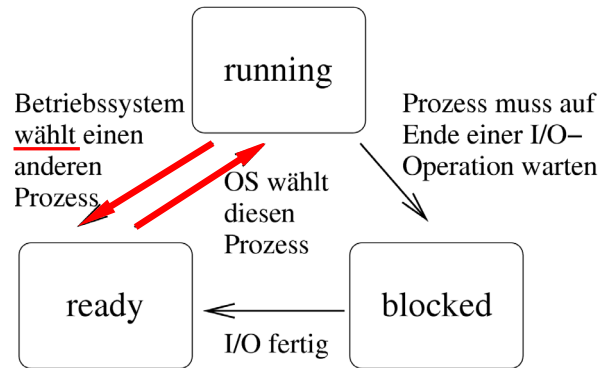 running
Betriebssystem
wählt einen
anderen
Prozess
Prozess muss auf
Ende einer I/O-
Operation warten
OS wählt
diesen
Prozess
ready
blocked
I/O fertig